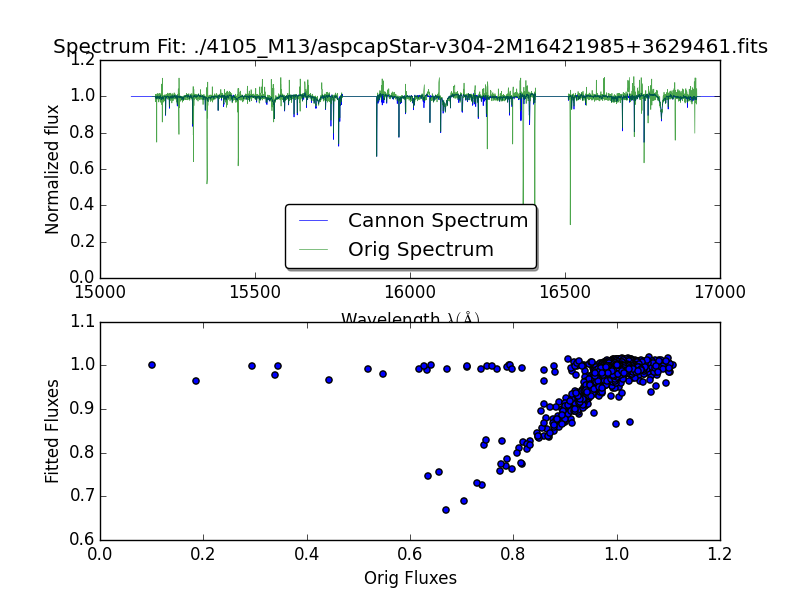 Spectrum Fit: ./4105_M13/aspcapStar-v304-2M16421985+3629461.fits
1.2
1.0
0.8
0.6
0.4
0.2
0.0
Normalized flux
Cannon Spectrum
Orig Spectrum
15000 15500 16000 16500 17000
Wavelength λ(Å)
1.1
1.0
0.9
0.8
0.7
0.6
Fitted Fluxes
0.0 0.2 0.4 0.6 0.8 1.0 1.2
Orig Fluxes